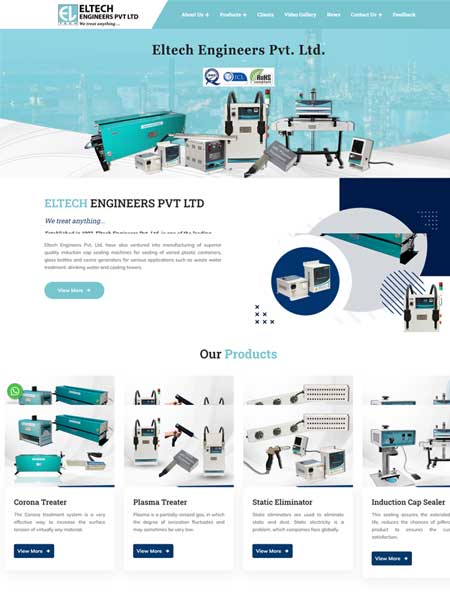 ELTECH
ENGINEERS PVT LTD
We treat anything...
About Us
Products
Clients
Video Gallery
News
Contact Us
Feedback
Eltech Engineers Pvt. Ltd.
RoHS
ELTECH ENGINEERS PVT LTD
We treat anything...
Established in 1992, Eltech Engineers Pvt. Ltd. is one of the leading
Eltech Engineers Pvt. Ltd. have also ventured into manufacturing of superior
quality induction cap sealing machines for sealing of varied plastic containers,
glass bottles and ozone generators for various applications such as waste water
treatment, drinking water and cooling towers.
View More
Our Products
Corona Treater
The Corona treatment system is a very
effective way to increase the surface
tension of virtually any material.
View More
Plasma Treater
Plasma is a partially-ionized gas, in which
the degree of ionization fluctuates and
may sometimes be very low.
View More
Static Eliminator
Static eliminators are used to eliminate
static and dust. Static electricity is a
problem, which companies face globally.
View More
Induction Cap Sealer
This sealing assures the extended
life, reduces the chances of pilfera
product to ensures the cus
satisfaction.
View More